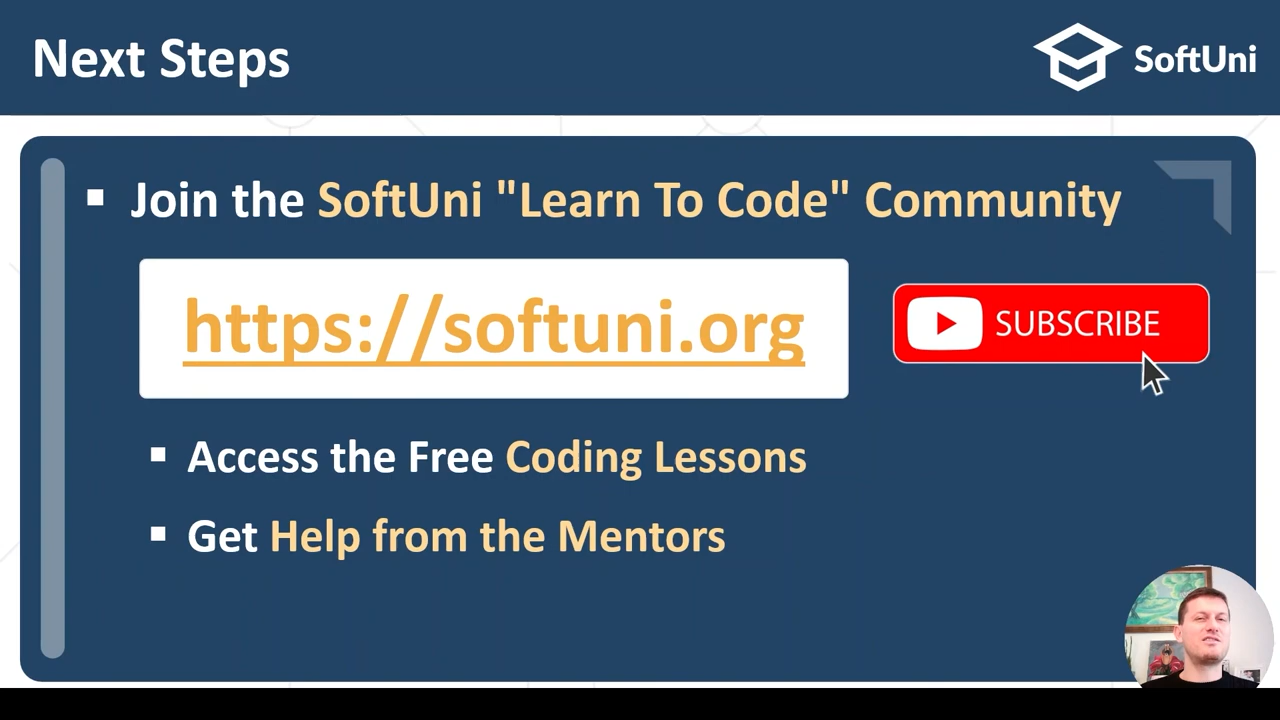 Next Steps
SoftUni
▪ Join the SoftUni "Learn To Code" Community
https://softuni.org
SUBSCRIBE
▪ Access the Free Coding Lessons
▪ Get Help from the Mentors